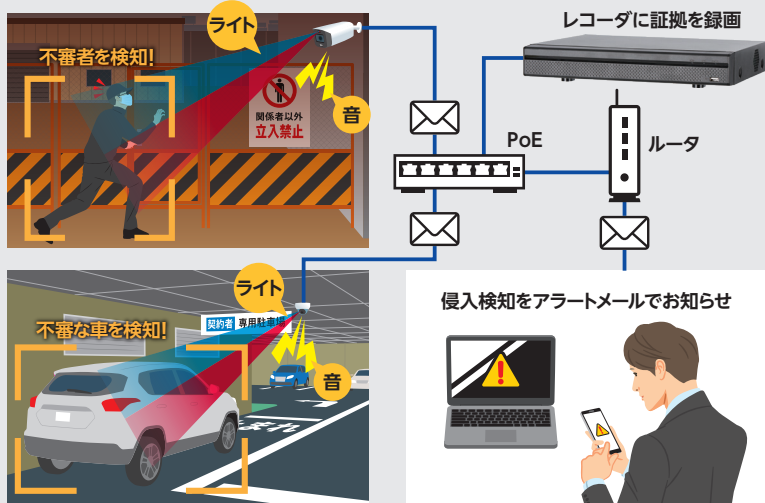 ライト
不審者を検知!
関係者以外
立入禁止
音
レコーダに証拠を録画
PoE
ルータ
ライト
契約者 専用駐車場
不審な車を検知!
音
止まれ
侵入検知をアラートメールでお知らせ